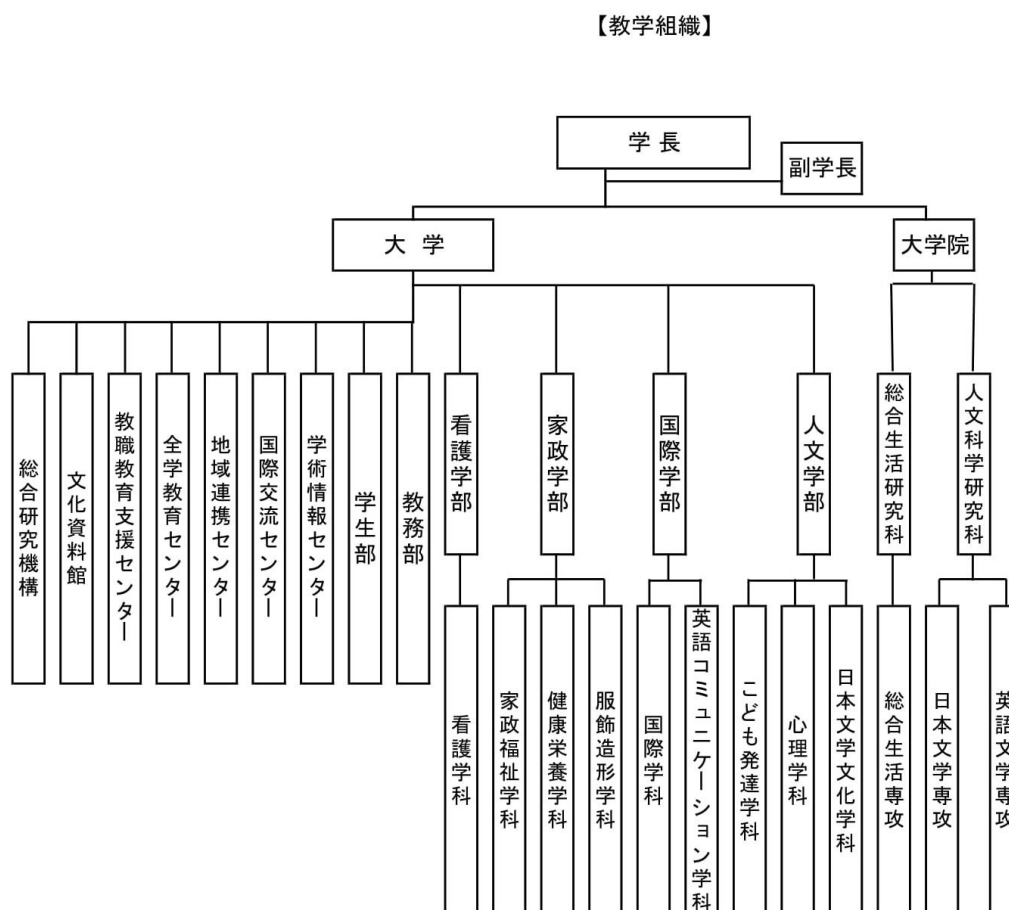 【教学組織】
学 長
副学長
大 学
大学院
総合研究機構
文化資料館
教職教育支援センター
全学教育センター
地域連携センター
国際交流センター
学術情報センター
学生部
教務部
看護学部
家政学部
国際学部
人文学部
総合生活研究科
人文科学研究科
看護学科
家政福祉学科
健康栄養学科
服飾造形学科
国際学科
英語コミュニケーション学科
こども発達学科
心理学科
日本文学文化学科
総合生活専攻
日本文学専攻
英語文学専攻